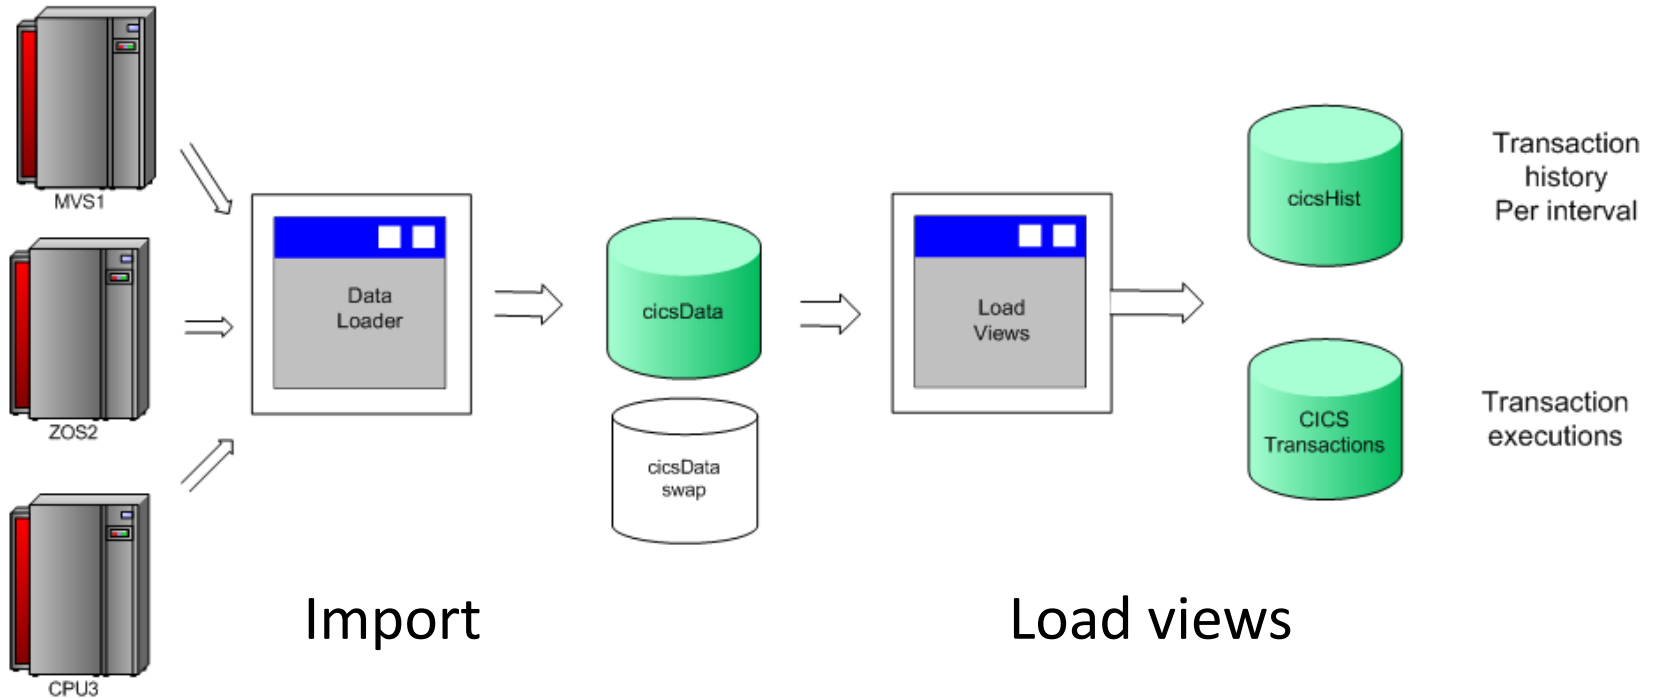 MVS1
ZOS2
CPU3
Data
Loader
cicsData
cicsData
swap
Load
Views
cicsHist
Transaction
history
Per interval
CICS
Transactions
Transaction
executions
Import
Load views